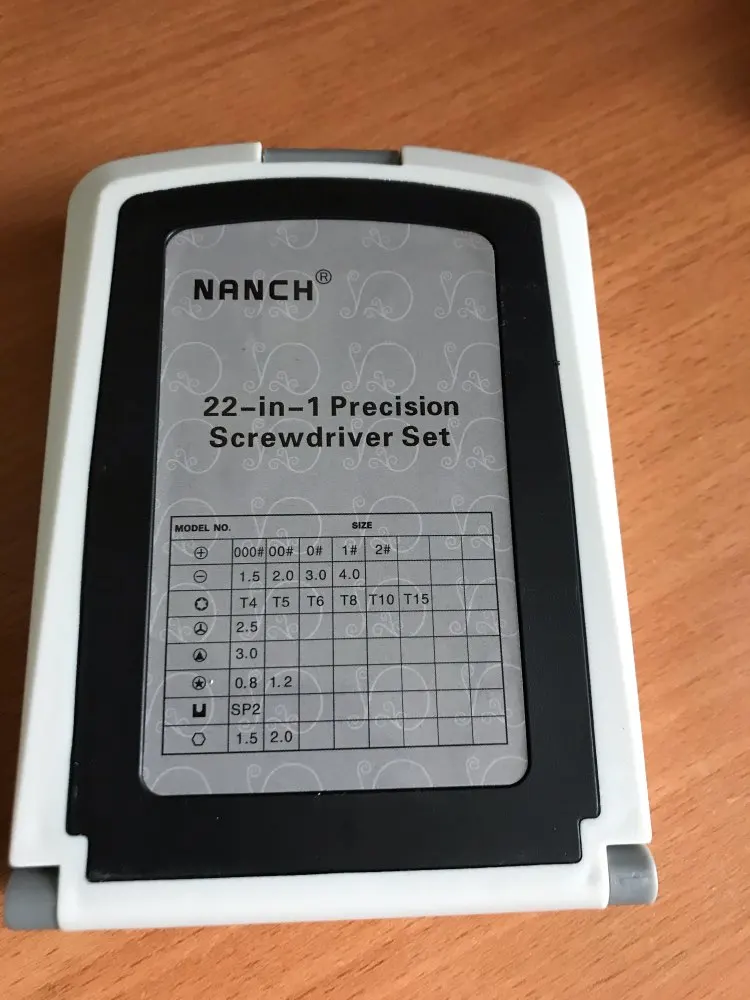 NANCH®
22-in-1 Precision
Screwdriver Set
MODEL NO. SIZE
000# 00# 0# 1# 2#
1.5 2.0 3.0 4.0
T4 T5 T6 T8 T10 T15
2.5
3.0
0.8 1.2
SP2
1.5 2.0